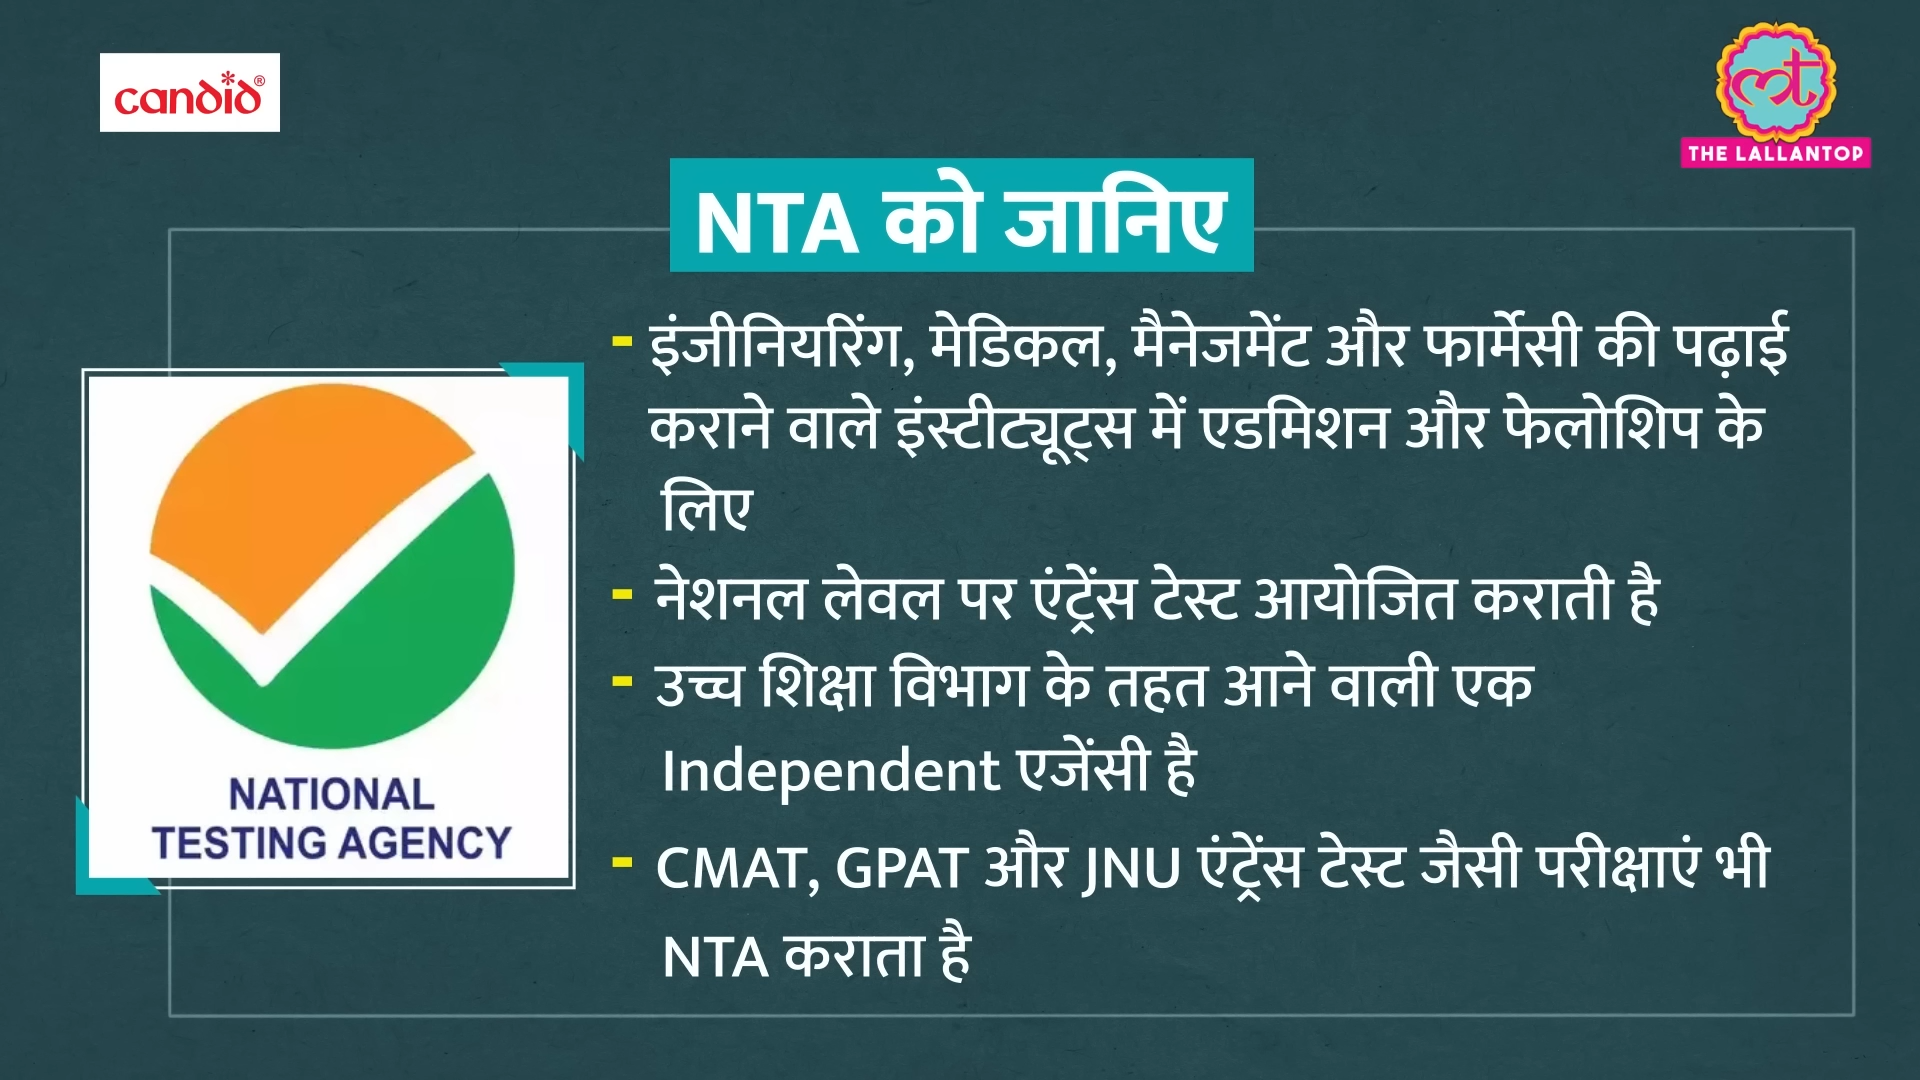 candid®
THE LALLANTOP
NTA को जानिए
- इंजीनियरिंग, मेडिकल, मैनेजमेंट और फार्मेसी की पढ़ाई
कराने वाले इंस्टीट्यूट्स में एडमिशन और फेलोशिप के
लिए
- नेशनल लेवल पर एंट्रेंस टेस्ट आयोजित कराती है
- उच्च शिक्षा विभाग के तहत आने वाली एक
Independent एजेंसी है
- CMAT, GPAT और JNU एंट्रेंस टेस्ट जैसी परीक्षाएं भी
NTA कराता है
NATIONAL
TESTING AGENCY